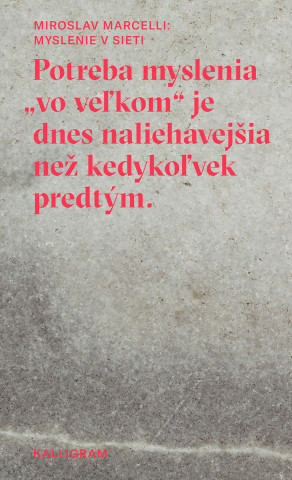 MIROSLAV MARCELLI:
MYSLENIE V SIETI
Potreba myslenia
„vo veľkom“ je
dnes naliehavejšia
než kedykoľvek
predtým.
KALLIGRAM